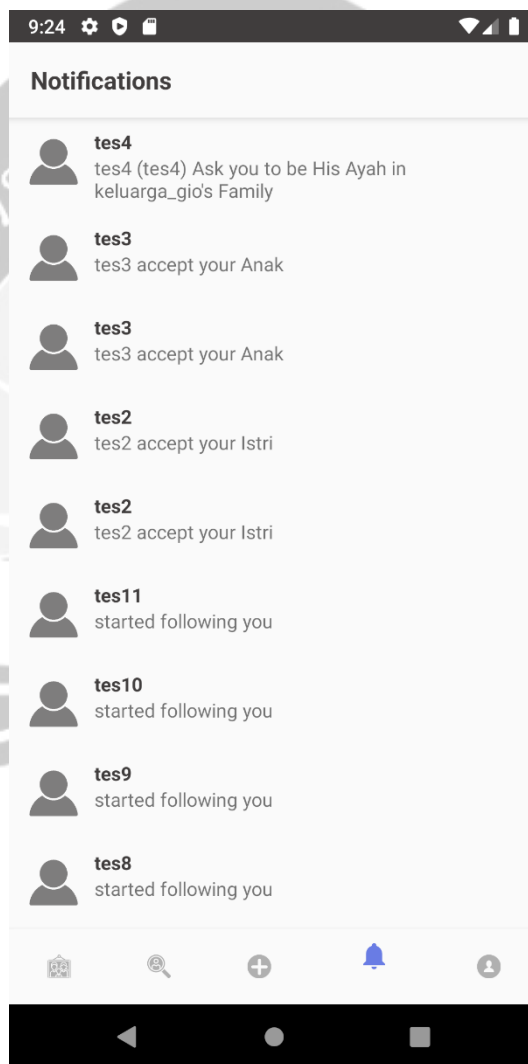 9:24
Notifications
tes4
tes4 (tes4) Ask you to be His Ayah in
keluarga_gio's Family
tes3
tes3 accept your Anak
tes3
tes3 accept your Anak
tes2
tes2 accept your Istri
tes2
tes2 accept your Istri
tes11
started following you
tes10
started following you
tes9
started following you
tes8
started following you